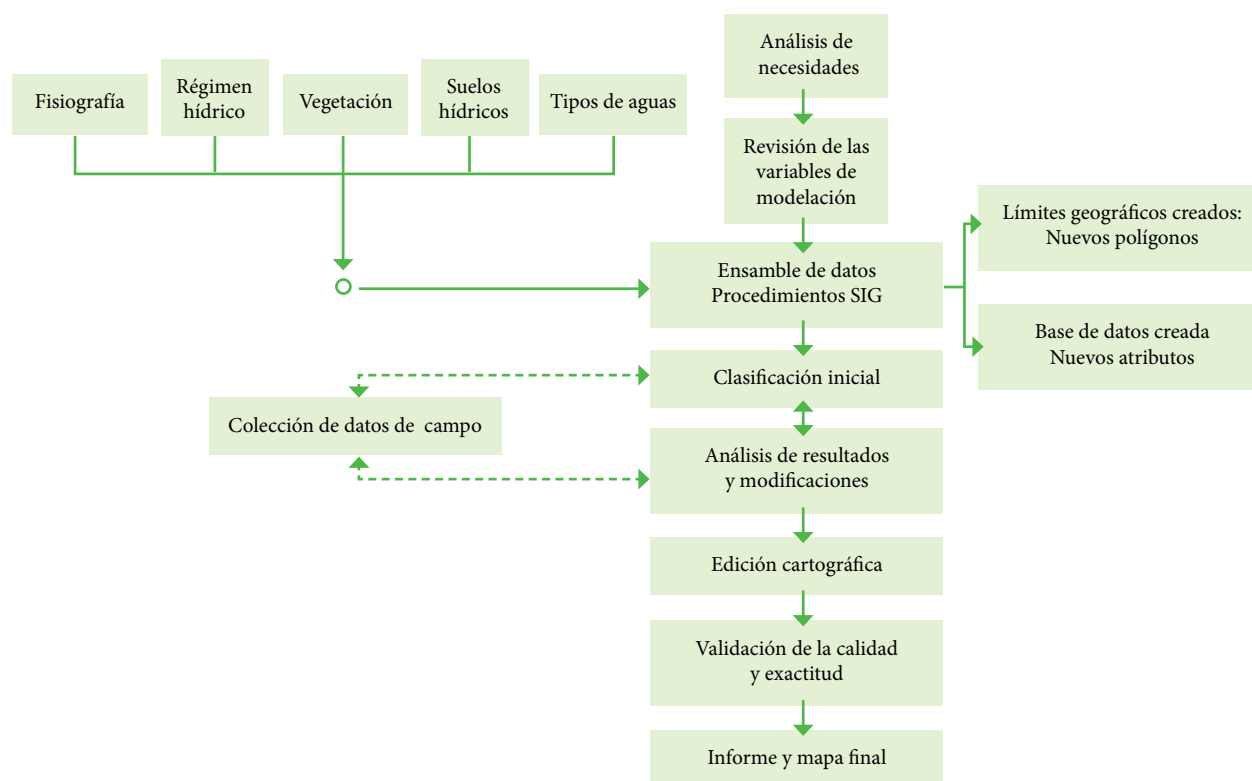 Análisis de
necesidades
Fisiografía
Régimen
hídrico
Vegetación
Suelos
hídricos
Tipos de aguas
Revisión de las
variables de
modelación
Límites geográficos creados:
Nuevos polígonos
Ensamble de datos
Procedimientos SIG
Base de datos creada
Nuevos atributos
Clasificación inicial
Colección de datos de campo
Análisis de resultados
y modificaciones
Edición cartográfica
Validación de la calidad
y exactitud
Informe y mapa final